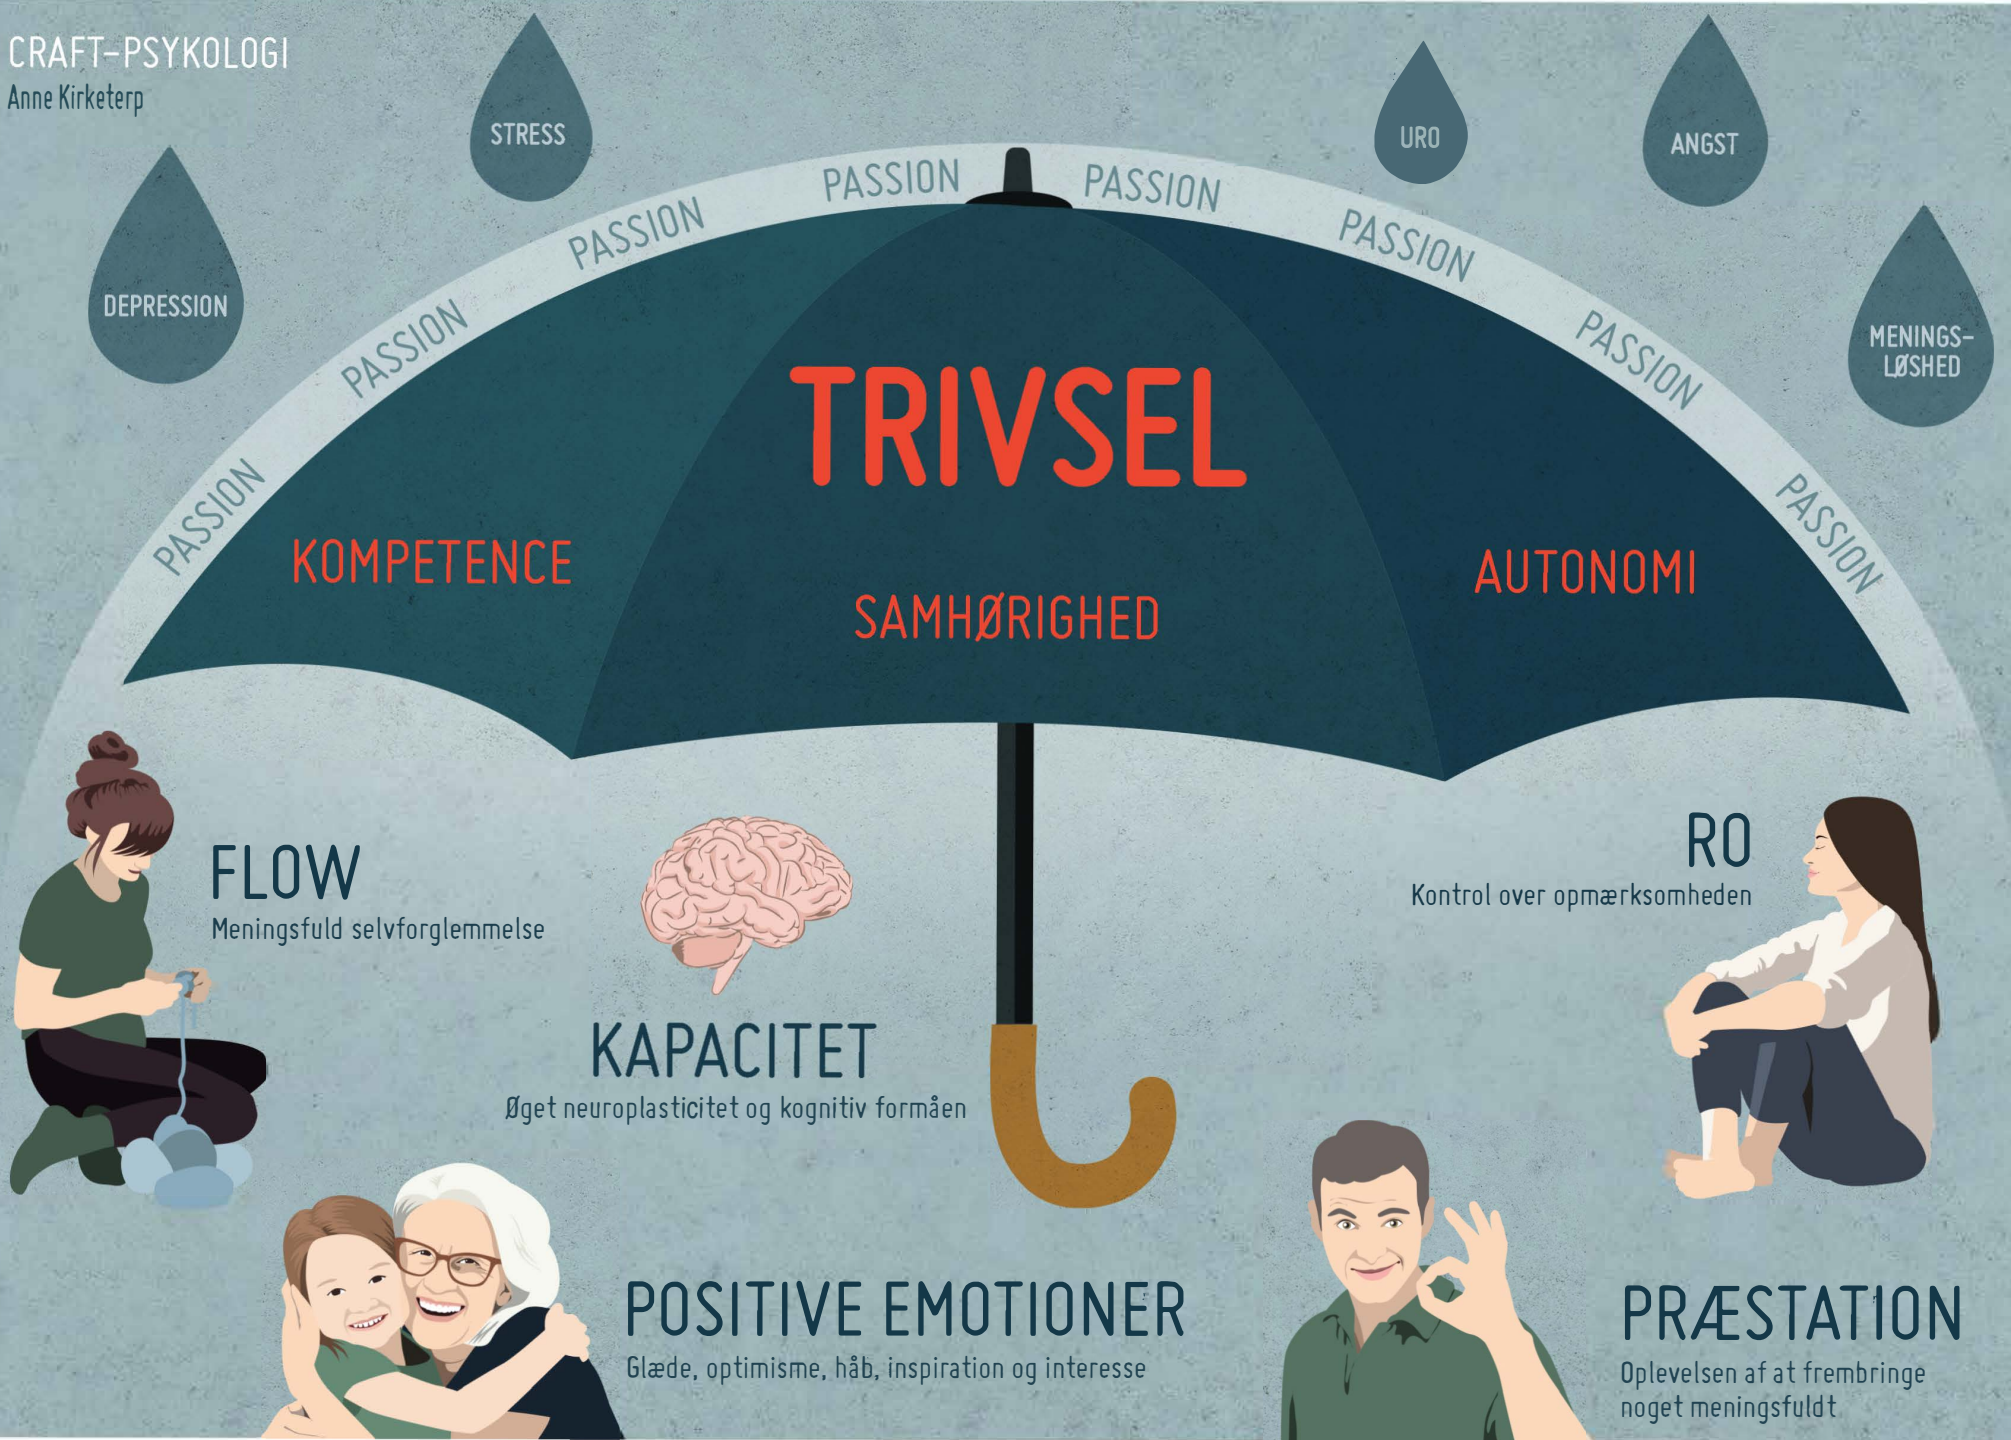 CRAFT-PSYKOLOGI
Anne Kirketerp
DEPRESSION
STRESS
URO
ANGST
MENINGS-
LØSHED
PASSION
PASSION
PASSION
PASSION
PASSION
PASSION
PASSION
PASSION
TRIVSEL
KOMPETENCE
SAMHØRIGHED
AUTONOMI
FLOW
Meningsfuld selvforglemmelse
KAPACITET
Øget neuroplasticitet og kognitiv formåen
RO
Kontrol over opmærksomheden
POSITIVE EMOTIONER
Glæde, optimisme, håb, inspiration og interesse
PRÆSTATION
Oplevelsen af at frembringe
noget meningsfuldt